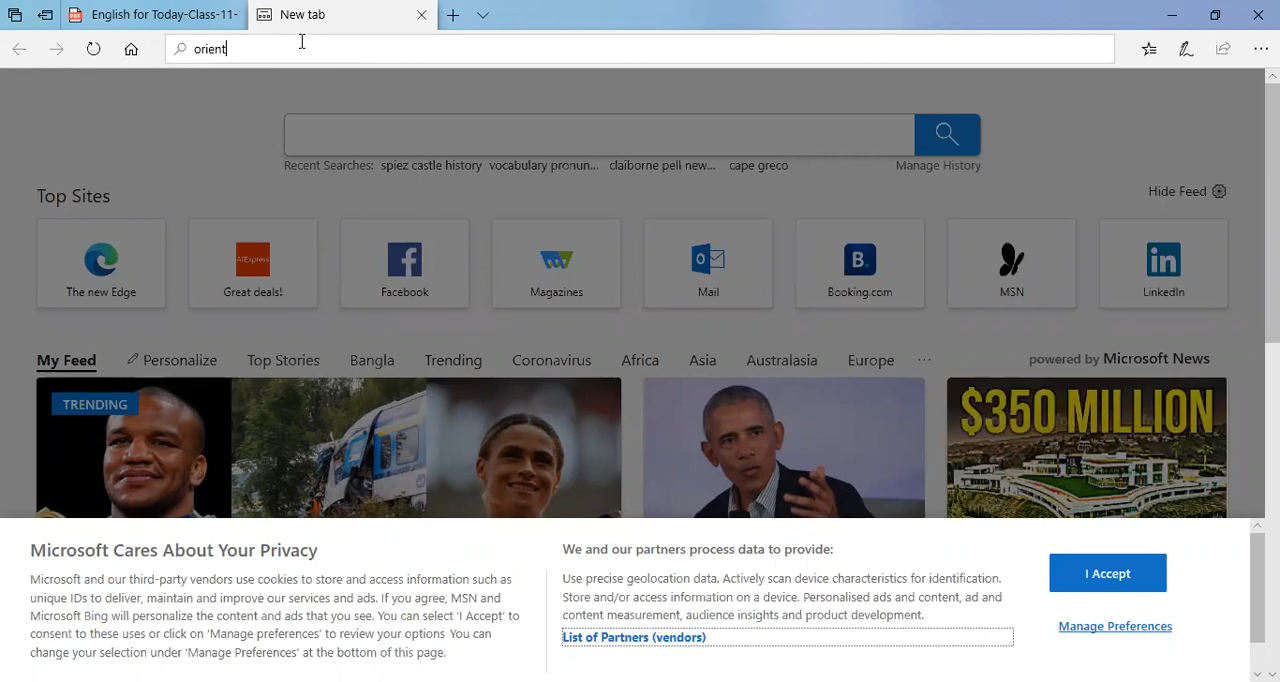 English for Today-Class-11-
New tab
orient
Recent Searches: spiez castle history vocabulary pronun... claiborne pell new... cape greco
Manage History
Top Sites
Hide Feed
The new Edge
AliExpress
Great deals!
Facebook
Magazines
Mail
B.
Booking.com
MSN
in
LinkedIn
My Feed Personalize Top Stories Bangla Trending Coronavirus Africa Asia Australasia Europe ...
powered by Microsoft News
TRENDING
$350 MILLION
Microsoft Cares About Your Privacy
Microsoft and our third-party vendors use cookies to store and access information such as
unique IDs to deliver, maintain and improve our services and ads. If you agree, MSN and
Microsoft Bing will personalize the content and ads that you see. You can select 'I Accept' to
consent to these uses or click on 'Manage preferences' to review your options You can
change your selection under 'Manage Preferences' at the bottom of this page.
We and our partners process data to provide:
Use precise geolocation data. Actively scan device characteristics for identification.
Store and/or access information on a device. Personalised ads and content, ad and
content measurement, audience insights and product development.
List of Partners (vendors)
I Accept
Manage Preferences